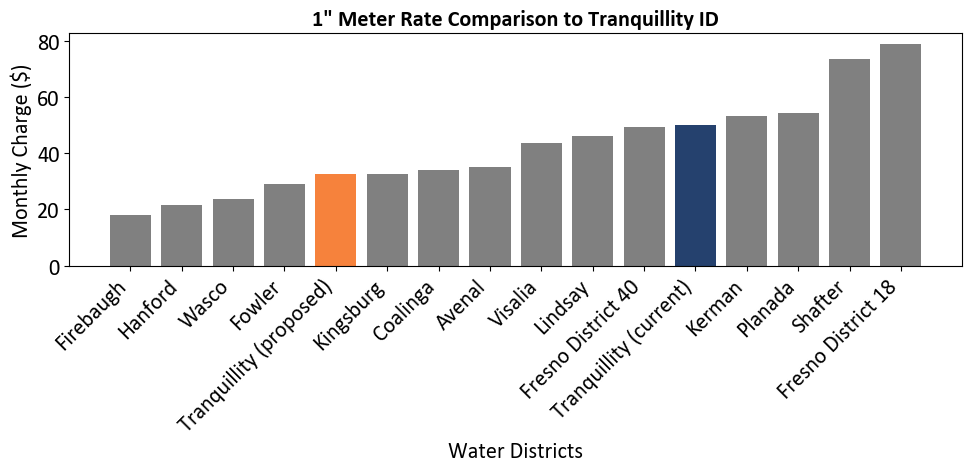 1" Meter Rate Comparison to Tranquillity ID
Monthly Charge ($)
80
60
40
20
0
Firebaugh
Hanford
Wasco
Fowler
Tranquillity (proposed)
Kingsburg
Coalinga
Avenal
Visalia
Lindsay
Fresno District 40
Tranquillity (current)
Kerman
Planada
Shafter
Fresno District 18
Water Districts